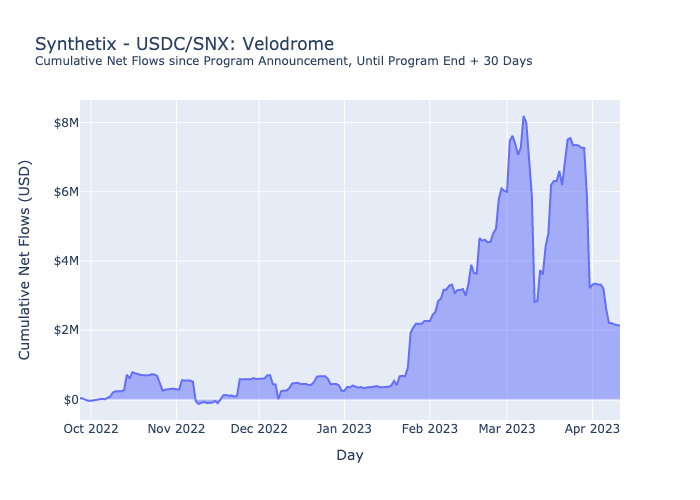 Synthetix - USDC/SNX: Velodrome
Cumulative Net Flows since Program Announcement, Until Program End + 30 Days
Cumulative Net Flows (USD)
$8M
$6M
$4M
$2M
$0
Oct 2022 Nov 2022 Dec 2022 Jan 2023 Feb 2023 Mar 2023 Apr 2023
Day